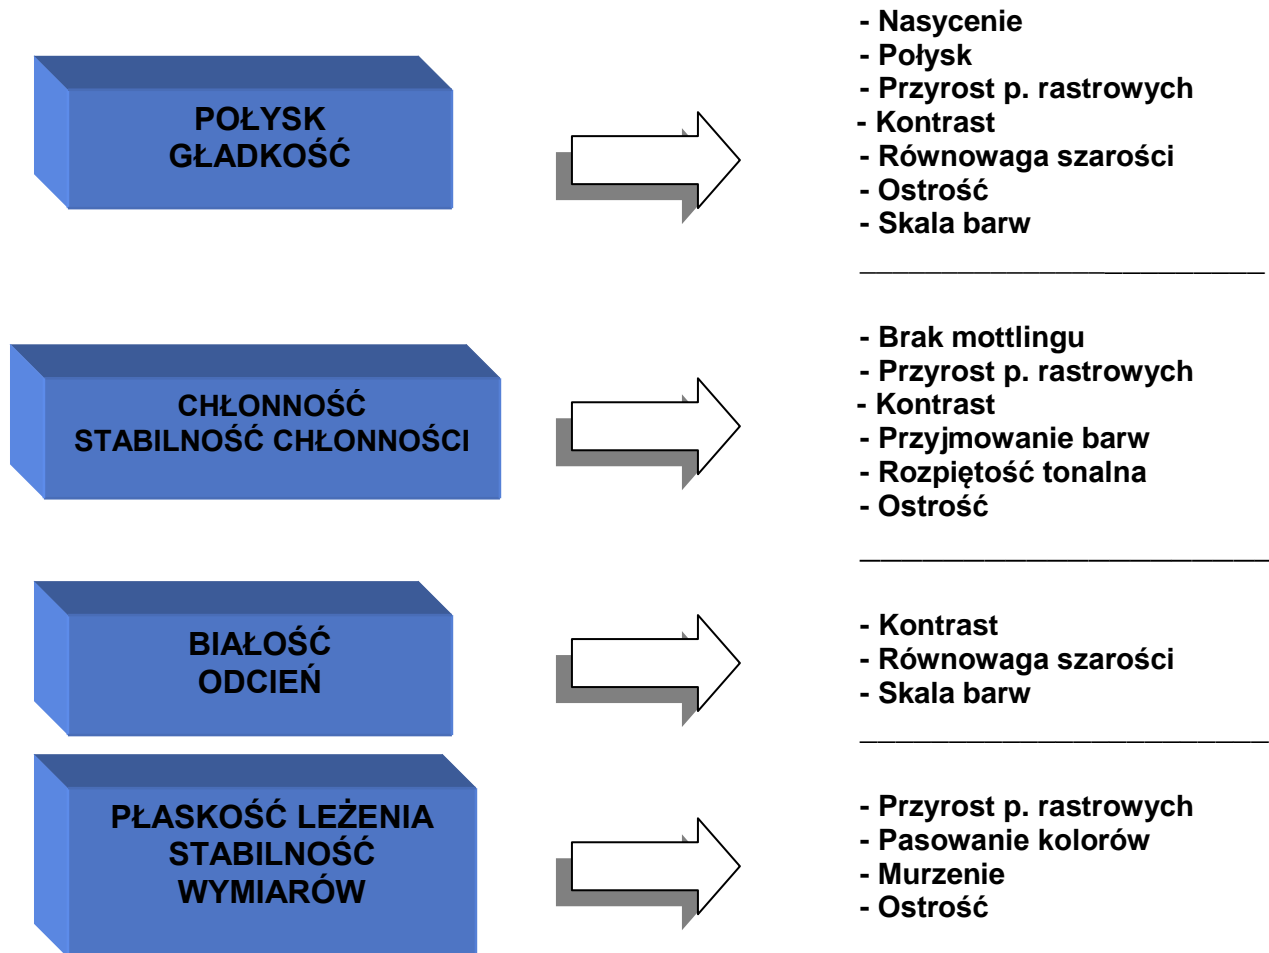 POŁYSK
GŁADKOŚĆ
- Nasycenie
- Połysk
- Przyrost p. rastrowych
- Kontrast
- Równowaga szarości
- Ostrość
- Skala barw
CHŁONNOŚĆ
STABILNOŚĆ CHŁONNOŚCI
- Brak mottlingu
- Przyrost p. rastrowych
- Kontrast
- Przyjmowanie barw
- Rozpiętość tonalna
- Ostrość
BIAŁOŚĆ
ODCIEŃ
- Kontrast
- Równowaga szarości
- Skala barw
PŁASKOŚĆ LEŻENIA
STABILNOŚĆ
WYMIARÓW
- Przyrost p. rastrowych
- Pasowanie kolorów
- Murzenie
- Ostrość